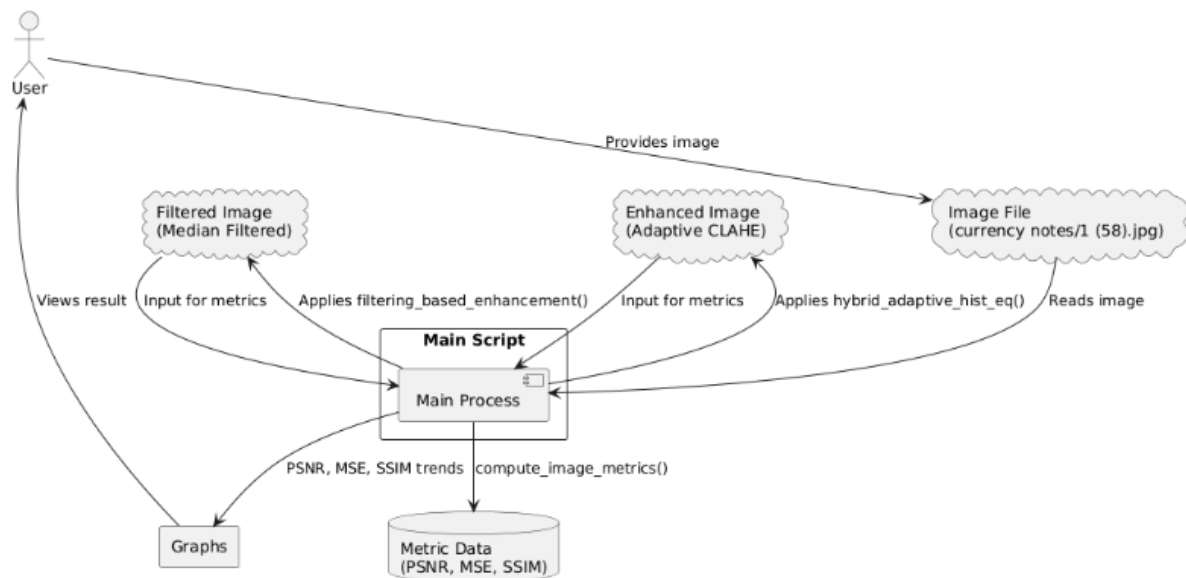 User
Provides image
Filtered Image
(Median Filtered)
Enhanced Image
(Adaptive CLAHE)
Image File
(currency notes/1 (58).jpg)
Views result
Input for metrics
Applies filtering_based_enhancement()
Input for metrics
Applies hybrid_adaptive_hist_eq()
Reads image
Main Script
Main Process
PSNR, MSE, SSIM trends
compute_image_metrics()
Graphs
Metric Data
(PSNR, MSE, SSIM)